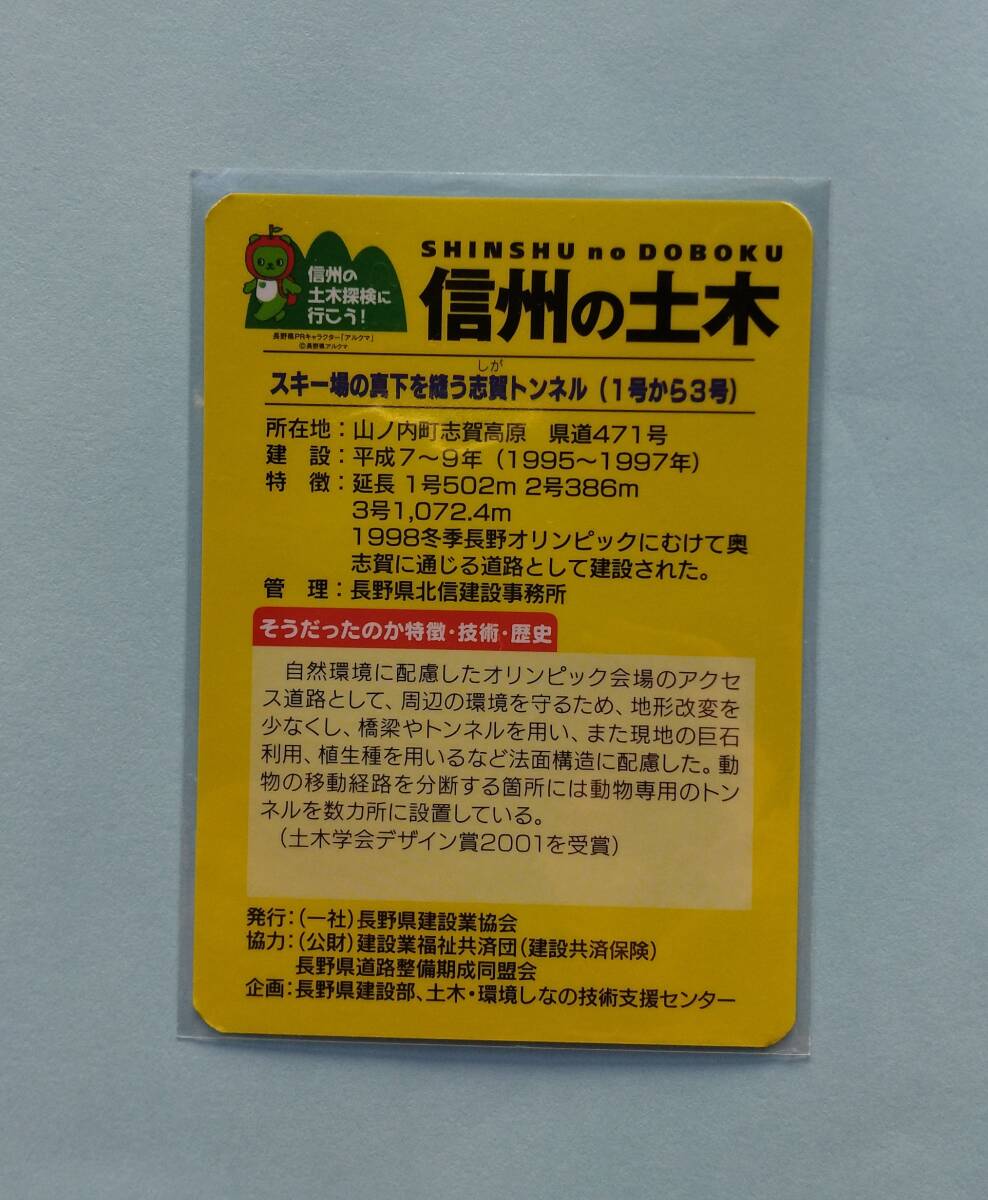 信州の
土木探検に
行こう!
長野県PRキャラクター「アルクマ」
©長野県アルクマ
SHINSHU no DOBOKU
信州の土木
しが
スキー場の真下を縫う志賀トンネル(1号から3号)
所在地:山ノ内町志賀高原 県道471号
建 設:平成7〜9年(1995〜1997年)
特 徴:延長 1号502m 2号386m
3号1,072.4m
1998冬季長野オリンピックにむけて奥
志賀に通じる道路として建設された。
管 理:長野県北信建設事務所
そうだったのか特徴・技術・歴史
自然環境に配慮したオリンピック会場のアクセ
ス道路として、周辺の環境を守るため、地形改変を
少なくし、橋梁やトンネルを用い、また現地の巨石
利用、植生種を用いるなど法面構造に配慮した。動
物の移動経路を分断する箇所には動物専用のトン
ネルを数カ所に設置している。
(土木学会デザイン賞2001を受賞)
発行:(一社)長野県建設業協会
協力:(公財)建設業福祉共済団(建設共済保険)
長野県道路整備期成同盟会
企画:長野県建設部、土木・環境しなの技術支援センター